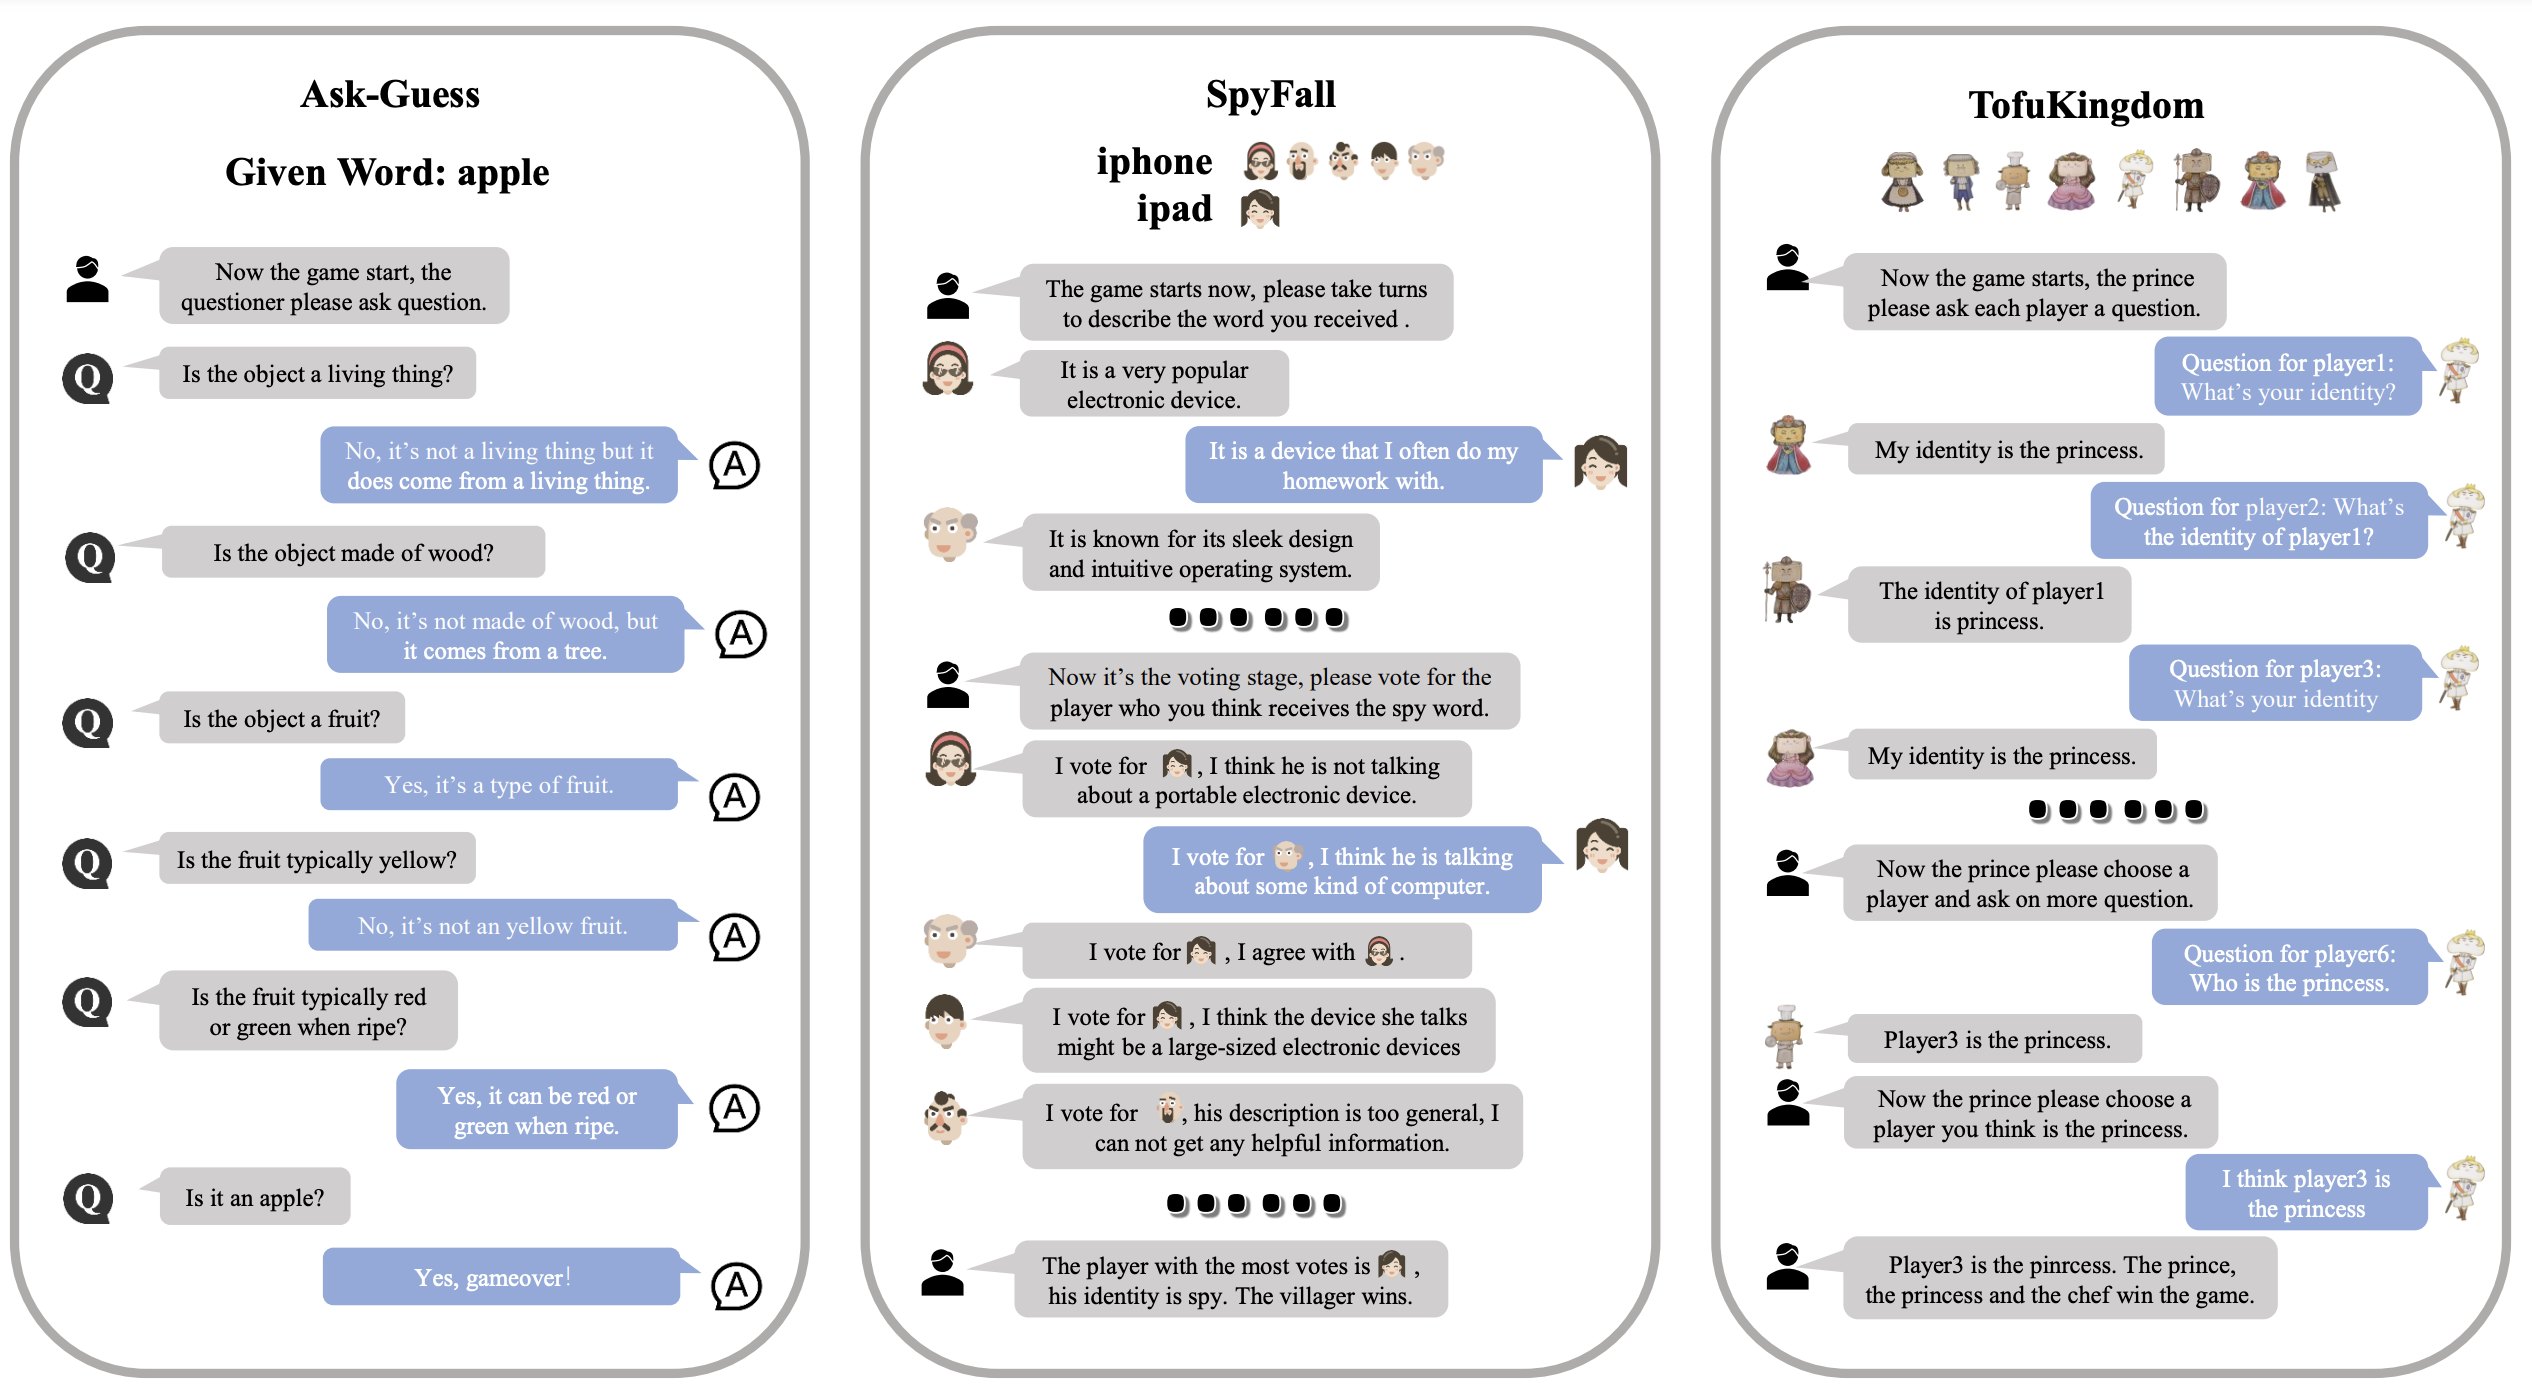 Ask-Guess
Given Word: apple
Now the game start, the
questioner please ask question.
Q
Is the object a living thing?
No, it's not a living thing but it
does come from a living thing.
A
Q
Is the object made of wood?
No, it's not made of wood, but
it comes from a tree.
A
Q
Is the object a fruit?
Yes, it's a type of fruit.
A
Q
Is the fruit typically yellow?
No, it's not an yellow fruit.
A
Q
Is the fruit typically red
or green when ripe?
Yes, it can be red or
green when ripe.
A
Q
Is it an apple?
Yes, gameover!
A
SpyFall
iphone
ipad
The game starts now, please take turns
to describe the word you received .
It is a very popular
electronic device.
It is a device that I often do my
homework with.
It is known for its sleek design
and intuitive operating system.
Now it's the voting stage, please vote for the
player who you think receives the spy word.
I vote for , I think he is not talking
about a portable electronic device.
I vote for , I think he is talking
about some kind of computer.
I vote for , I agree with .
I vote for , I think the device she talks
might be a large-sized electronic devices
I vote for , his description is too general, I
can not get any helpful information.
The player with the most votes is ,
his identity is spy. The villager wins.
TofuKingdom
Now the game starts, the prince
please ask each player a question.
Question for player1:
What's your identity?
My identity is the princess.
Question for player2: What's
the identity of player1?
The identity of player1
is princess.
Question for player3:
What's your identity
My identity is the princess.
Now the prince please choose a
player and ask on more question.
Question for player6:
Who is the princess.
Player3 is the princess.
Now the prince please choose a
player you think is the princess.
I think player3 is
the princess
Player3 is the pinrcess. The prince,
the princess and the chef win the game.